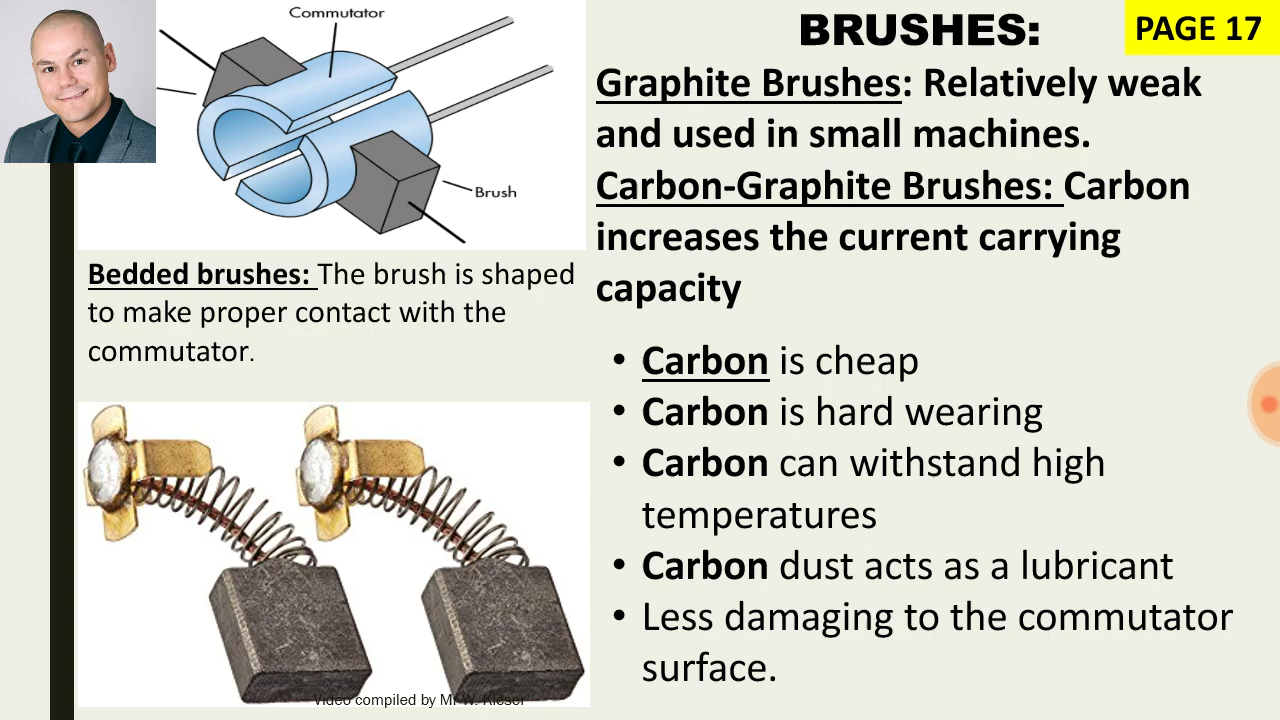 Commutator
Brush
BRUSHES:
PAGE 17
Graphite Brushes: Relatively weak
and used in small machines.
Carbon-Graphite Brushes: Carbon
increases the current carrying
capacity
Bedded brushes: The brush is shaped
to make proper contact with the
commutator.
• Carbon is cheap
• Carbon is hard wearing
• Carbon can withstand high
temperatures
• Carbon dust acts as a lubricant
• Less damaging to the commutator
surface.
Video compiled by Mr W. Kieser